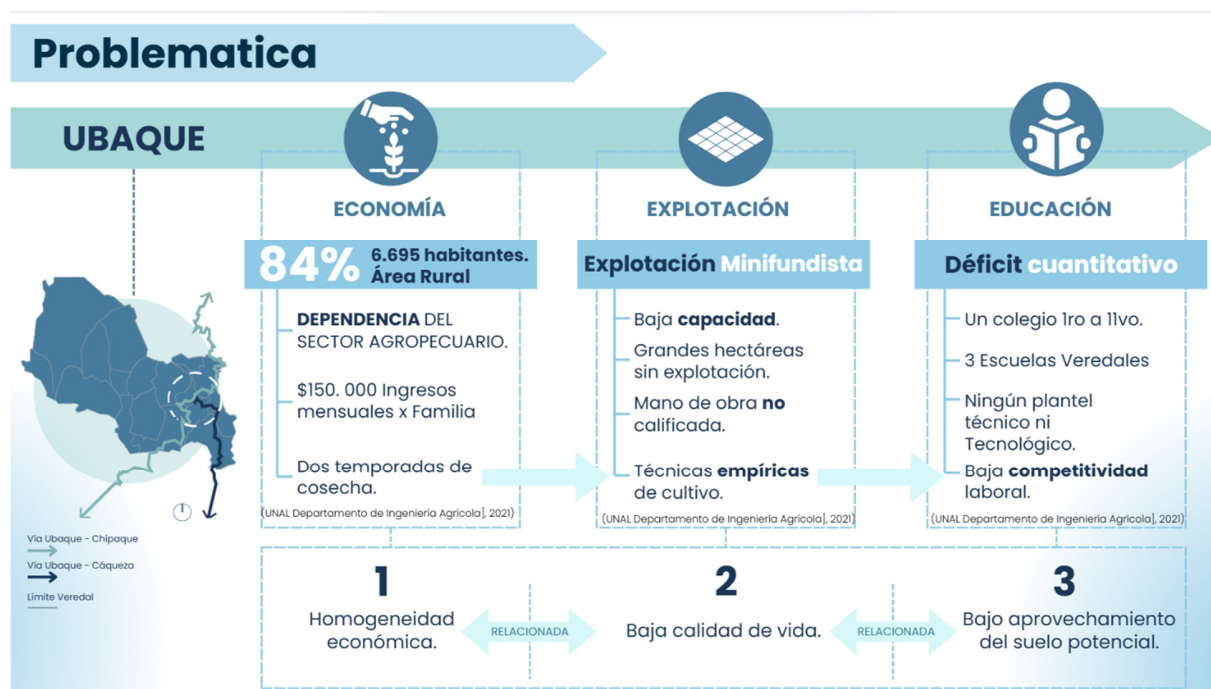 Problematica
UBAQUE
ECONOMÍA
84%
6.695 habitantes.
Área Rural
DEPENDENCIA DEL
SECTOR AGROPECUARIO.
$150. 000 Ingresos
mensuales x Familia
Dos temporadas de
cosecha.
(UNAL Departamento de Ingeniería Agrícola], 2021)
EXPLOTACIÓN
Explotación Minifundista
Baja capacidad.
Grandes hectáreas
sin explotación.
Mano de obra no
calificada.
Técnicas empíricas
de cultivo.
(UNAL Departamento de Ingeniería Agrícola], 2021)
EDUCACIÓN
Déficit cuantitativo
Un colegio 1ro a 11vo.
3 Escuelas Veredales
Ningún plantel
técnico ni
Tecnológico.
Baja competitividad
laboral.
(UNAL Departamento de Ingeniería Agrícola], 2021)
Vía Ubaque - Chipaque
Vía Ubaque - Cáqueza
Límite Veredal
1
Homogeneidad
económica.
RELACIONADA
2
Baja calidad de vida.
RELACIONADA
3
Bajo aprovechamiento
del suelo potencial.